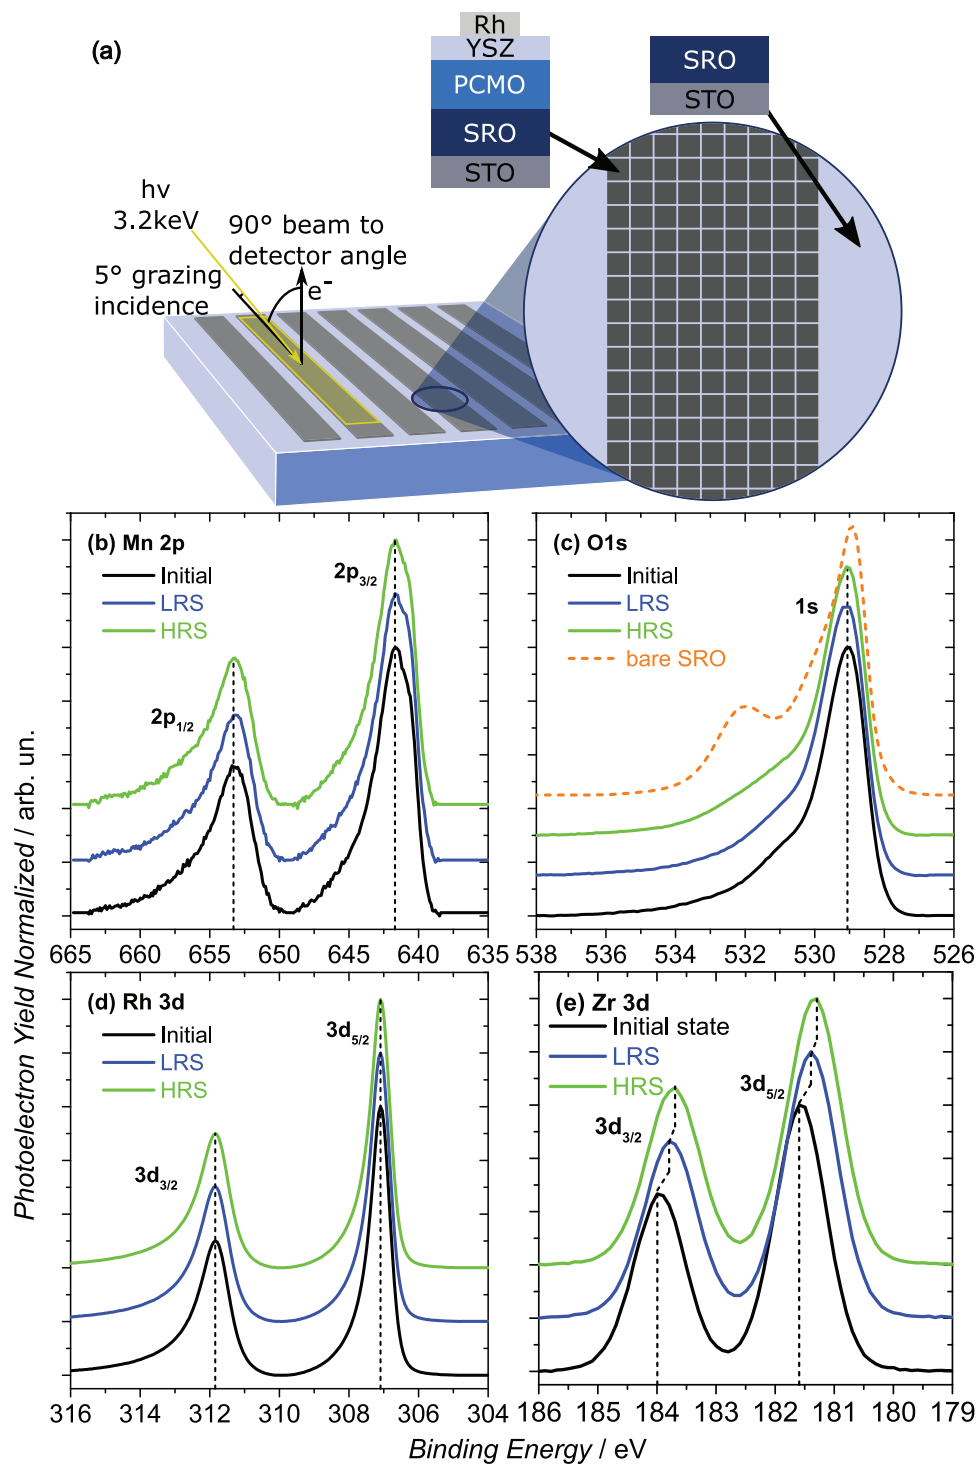 (a)
Rh
YSZ
PCMO
SRO
STO
SRO
STO
hν
3.2keV
90° beam to
detector angle
5° grazing
incidence
e-
Photoelectron Yield Normalized / arb. un.
(b) Mn 2p
Initial
LRS
HRS
2p3/2
2p1/2
665 660 655 650 645 640 635
(c) O1s
Initial
LRS
HRS
bare SRO
1s
538 536 534 532 530 528 526
(d) Rh 3d
Initial
LRS
HRS
3d5/2
3d3/2
316 314 312 310 308 306 304
(e) Zr 3d
Initial state
LRS
HRS
3d5/2
3d3/2
186 185 184 183 182 181 180 179
Binding Energy / eV